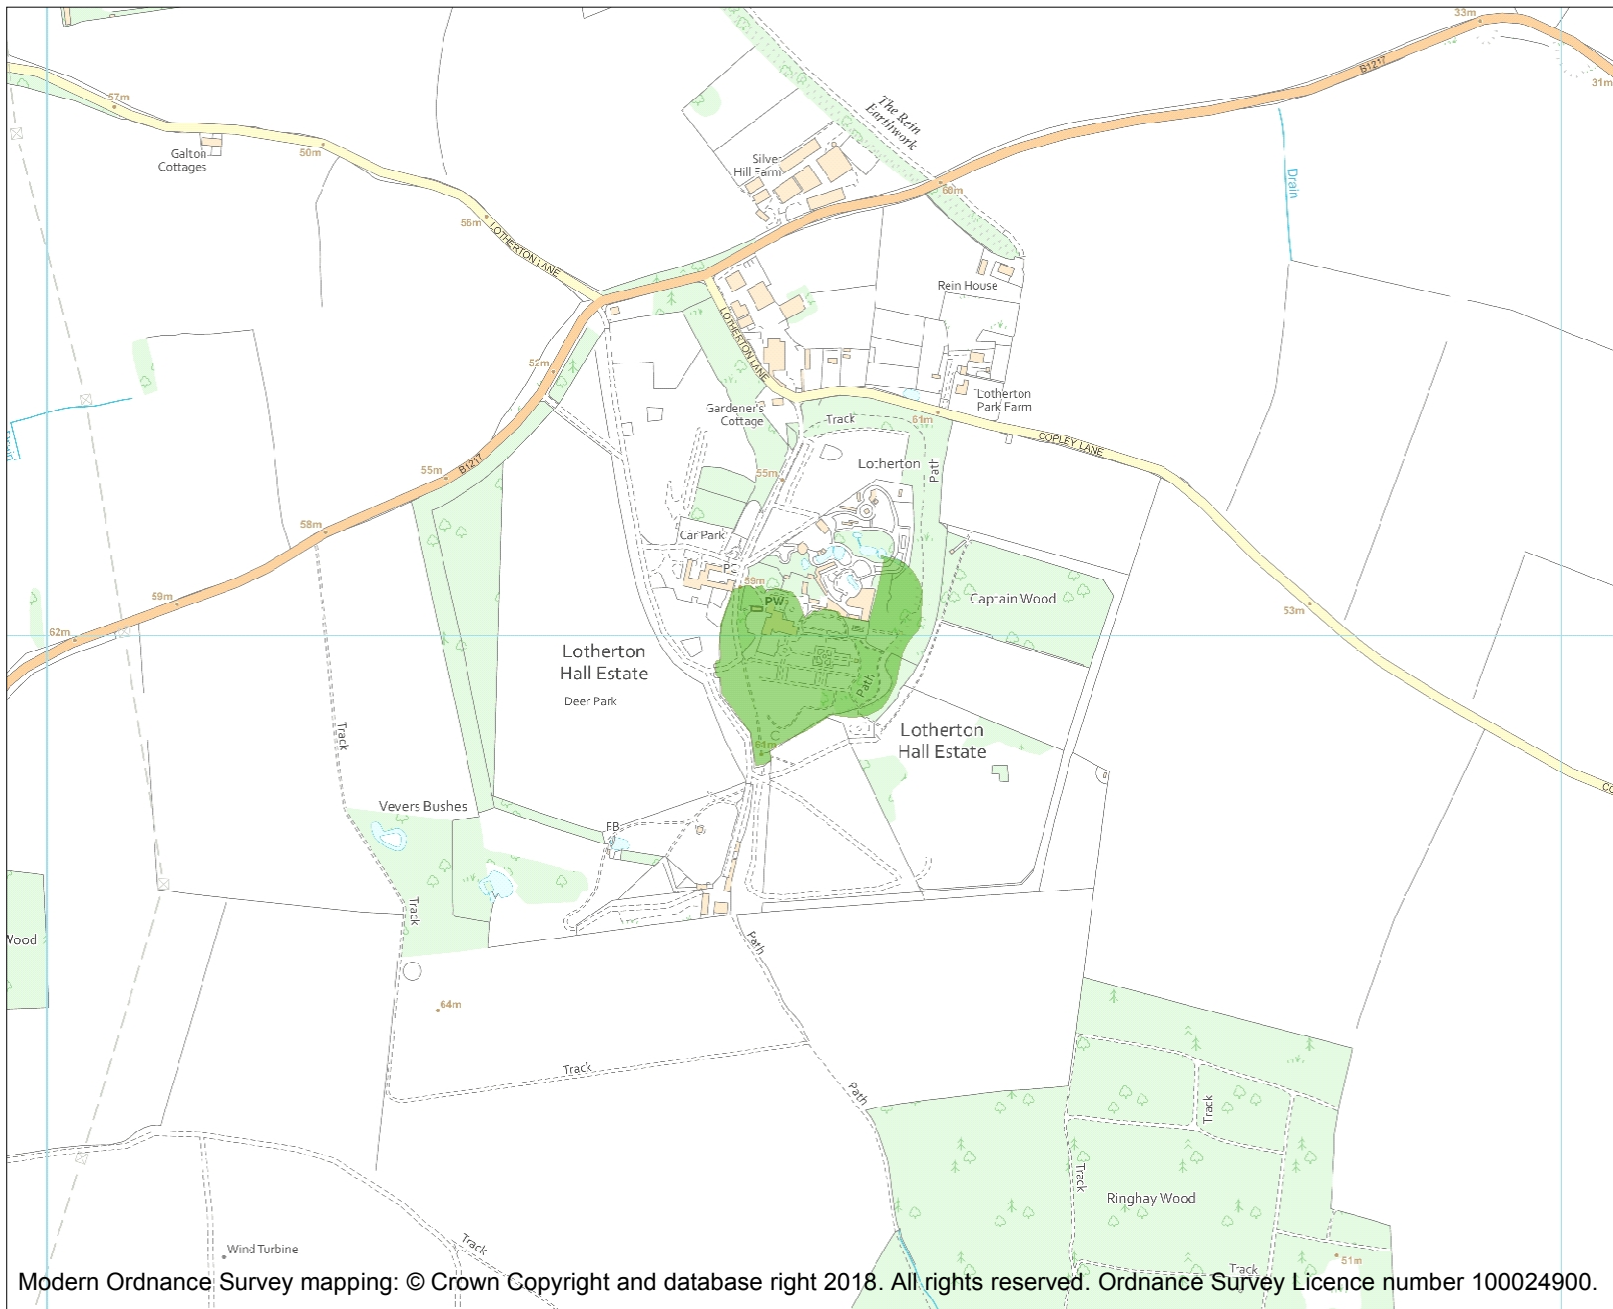 33m
B1217
31m
57m
The Rein
Earthwork
50m
Galton
Cottages
Silve
Hill Farm
60m
Drain
55m
LOTHERTON LANE
Rein House
LOTHERTON LANE
52m
Lotherton
Park Farm
Gardener's
Cottage
Track
61m
COPLEY LANE
55m
B1217
Lotherton
Path
55m
58m
Car Park
PC
59m
PW
Captain Wood
59m
53m
62m
Lotherton
Hall Estate
Deer Park
Path
Track
Lotherton
Hall Estate
61m
Vevers Bushes
FB
Track
Wood
Path
64m
Track
Path
Track
Track
Ringhay Wood
Track
Wind Turbine
51m
Track
Modern Ordnance Survey mapping: © Crown Copyright and database right 2018. All rights reserved. Ordnance Survey Licence number 100024900.